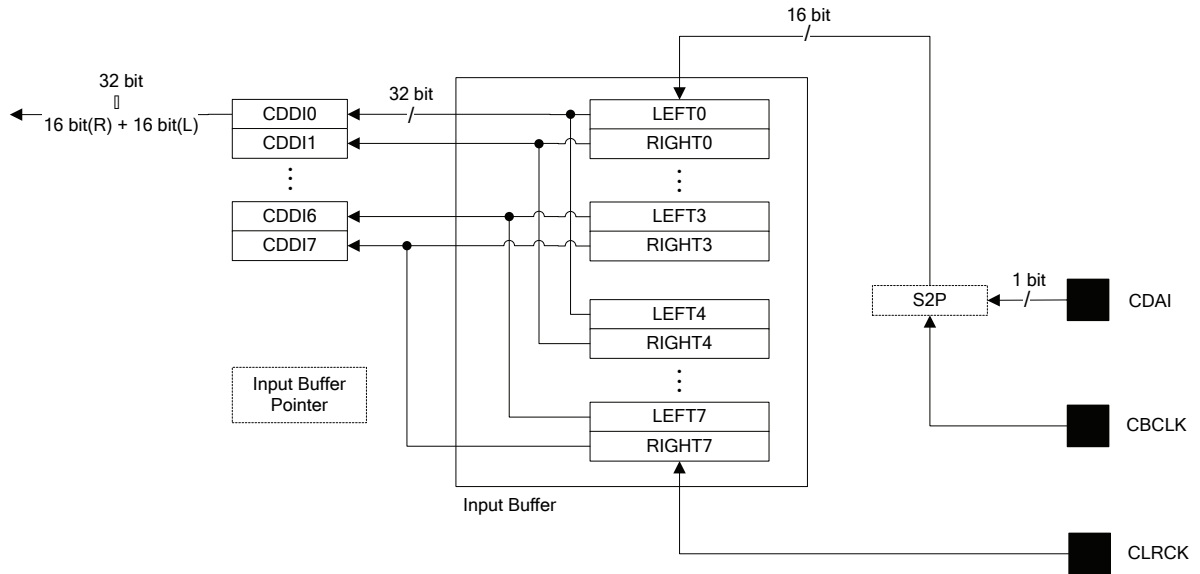 16 bit
32 bit
▯
16 bit(R) + 16 bit(L)
32 bit
CDDI0
CDDI1
CDDI6
CDDI7
LEFT0
RIGHT0
LEFT3
RIGHT3
LEFT4
RIGHT4
LEFT7
RIGHT7
Input Buffer
Pointer
Input Buffer
S2P
1 bit
CDAI
CBCLK
CLRCK